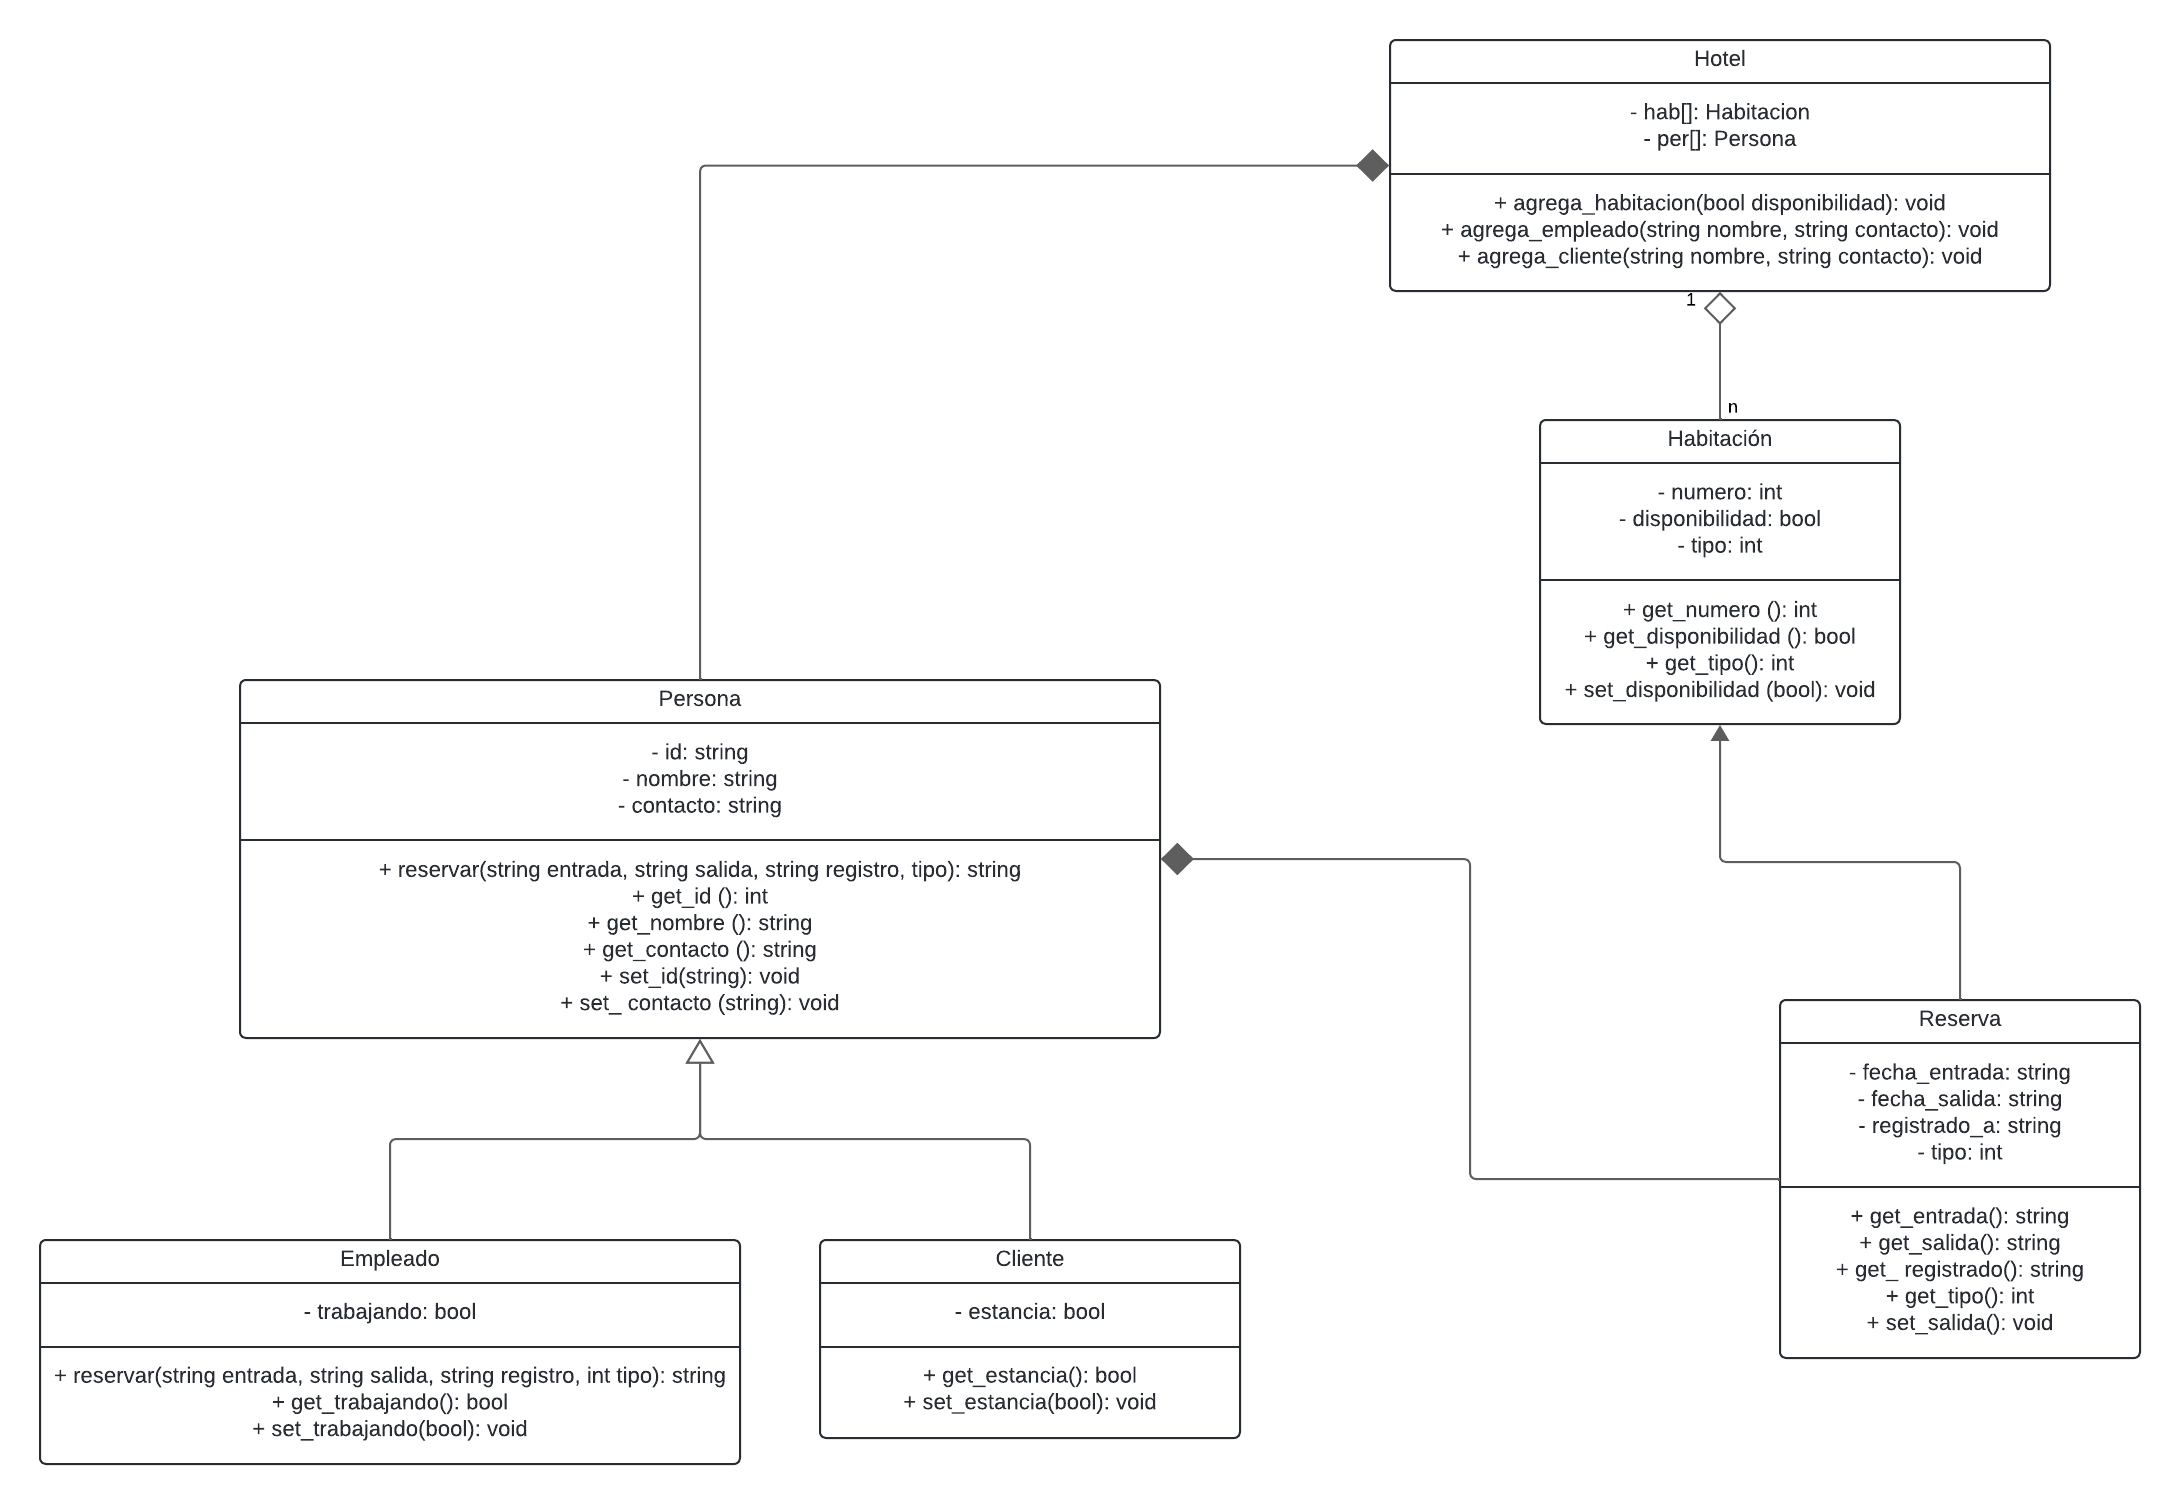 Hotel
- hab[]: Habitacion
- per[]: Persona
+ agrega_habitacion(bool disponibilidad): void
+ agrega_empleado(string nombre, string contacto): void
+ agrega_cliente(string nombre, string contacto): void
1
n
Habitación
- numero: int
- disponibilidad: bool
- tipo: int
+ get_numero (): int
+ get_disponibilidad (): bool
+ get_tipo(): int
+ set_disponibilidad (bool): void
Persona
- id: string
- nombre: string
- contacto: string
+ reservar(string entrada, string salida, string registro, tipo): string
+ get_id (): int
+ get_nombre (): string
+ get_contacto (): string
+ set_id(string): void
+ set_ contacto (string): void
Reserva
- fecha_entrada: string
- fecha_salida: string
- registrado_a: string
- tipo: int
+ get_entrada(): string
+ get_salida(): string
+ get_ registrado(): string
+ get_tipo(): int
+ set_salida(): void
Empleado
- trabajando: bool
+ reservar(string entrada, string salida, string registro, int tipo): string
+ get_trabajando(): bool
+ set_trabajando(bool): void
Cliente
- estancia: bool
+ get_estancia(): bool
+ set_estancia(bool): void